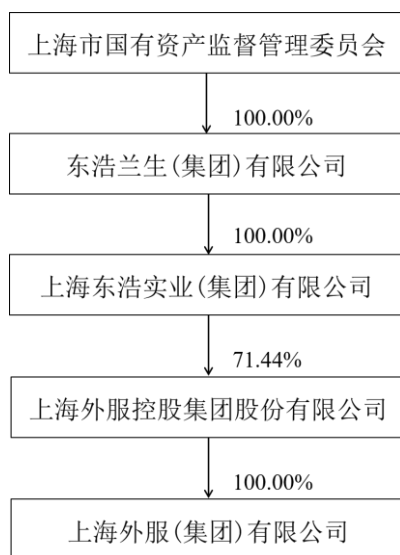 上海市国有资产监督管理委员会
100.00%
东浩兰生(集团)有限公司
100.00%
上海东浩实业(集团)有限公司
71.44%
上海外服控股集团股份有限公司
100.00%
上海外服(集团)有限公司